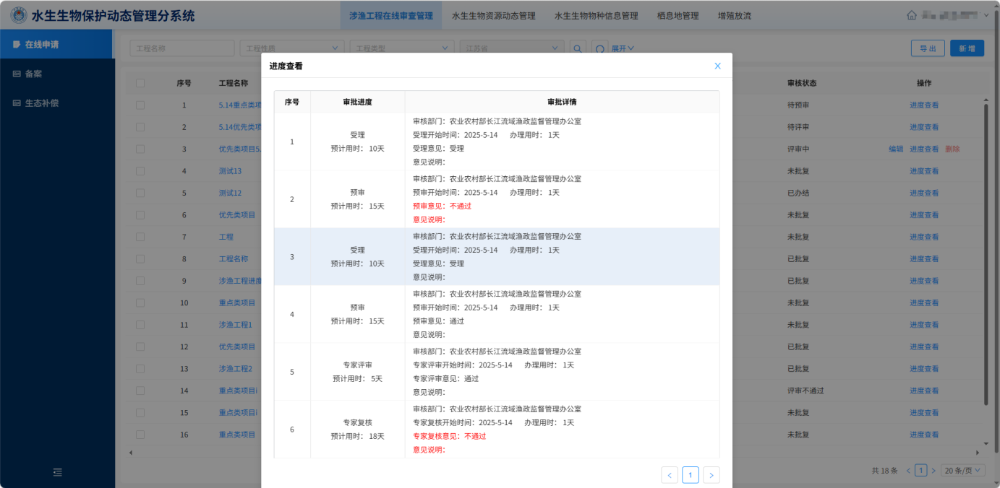 水生生物保护动态管理分系统
涉渔工程在线审查管理
水生生物资源动态管理
水生生物物种信息管理
栖息地管理
增殖放流
在线申请
备案
生态补偿
工程名称
工程性质
工程类型
江苏省
展开
导 出
新 增
序号 工程名称 审核状态 操作
1 5.14重点类项 待预审 进度查看
2 5.14优先类项 待评审 进度查看
3 优先类项目5. 评审中 编辑 进度查看 删除
4 测试13 未批复 进度查看
5 测试12 已办结 进度查看
6 优先类项目 未批复 进度查看
7 工程 未批复 进度查看
8 工程名称 已批复 进度查看
9 涉渔工程进度 已批复 进度查看
10 重点类项目 未批复 进度查看
11 涉渔工程1 未批复 进度查看
12 优先类项目 已批复 进度查看
13 涉渔工程2 已批复 进度查看
14 重点类项目i 评审不通过 进度查看
15 重点类项目i 未批复 进度查看
16 重点类项目 未批复 进度查看
共 18 条 < 1 > 20 条/页
进度查看
序号 审批进度 审批详情
1
受理
预计用时： 10天
审核部门：农业农村部长江流域渔政监督管理办公室
受理开始时间：2025-5-14 办理用时： 1天
受理意见：受理
意见说明：
2
预审
预计用时： 15天
审核部门：农业农村部长江流域渔政监督管理办公室
预审开始时间：2025-5-14 办理用时： 1天
预审意见：不通过
意见说明：
3
受理
预计用时： 10天
审核部门：农业农村部长江流域渔政监督管理办公室
受理开始时间：2025-5-14 办理用时： 1天
受理意见：受理
意见说明：
4
预审
预计用时： 15天
审核部门：农业农村部长江流域渔政监督管理办公室
预审开始时间：2025-5-14 办理用时： 1天
预审意见：通过
意见说明：
5
专家评审
预计用时： 5天
审核部门：农业农村部长江流域渔政监督管理办公室
专家评审开始时间：2025-5-14 办理用时： 1天
专家评审意见：通过
意见说明：
6
专家复核
预计用时： 18天
审核部门：农业农村部长江流域渔政监督管理办公室
专家复核开始时间：2025-5-14 办理用时： 1天
专家复核意见：不通过
意见说明：
< 1 >